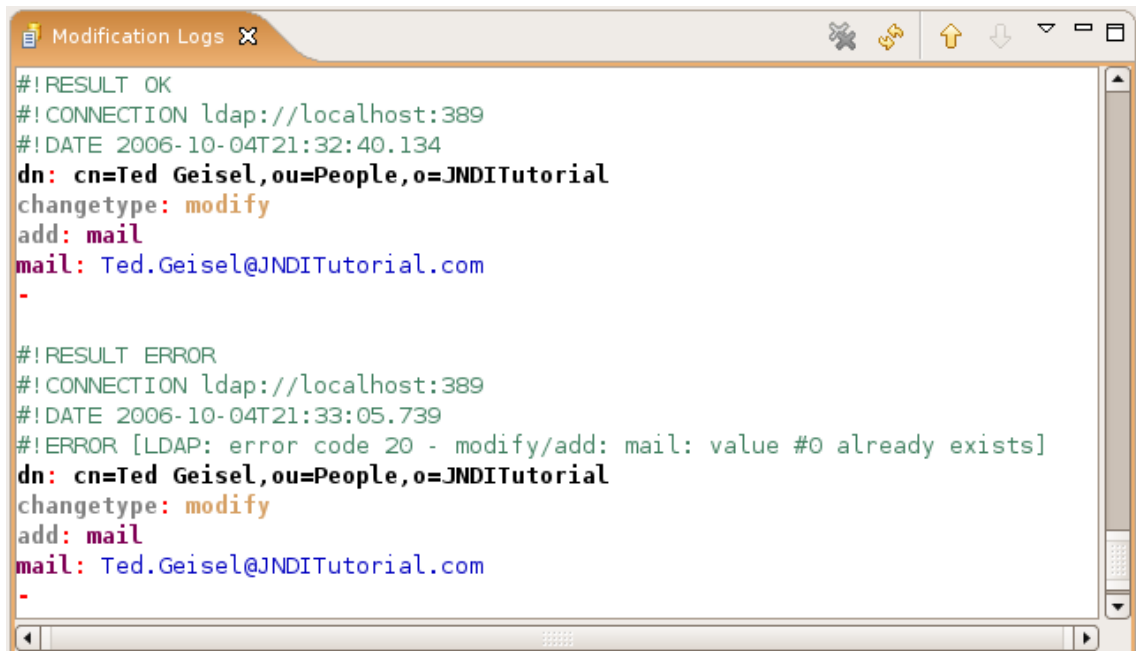 Modification Logs
#!RESULT OK
#!CONNECTION ldap://localhost:389
#!DATE 2006-10-04T21:32:40.134
dn: cn=Ted Geisel,ou=People,o=JNDITutorial
changetype: modify
add: mail
mail: Ted.Geisel@JNDITutorial.com
-
#!RESULT ERROR
#!CONNECTION ldap://localhost:389
#!DATE 2006-10-04T21:33:05.739
#!ERROR [LDAP: error code 20 - modify/add: mail: value #0 already exists]
dn: cn=Ted Geisel,ou=People,o=JNDITutorial
changetype: modify
add: mail
mail: Ted.Geisel@JNDITutorial.com
-